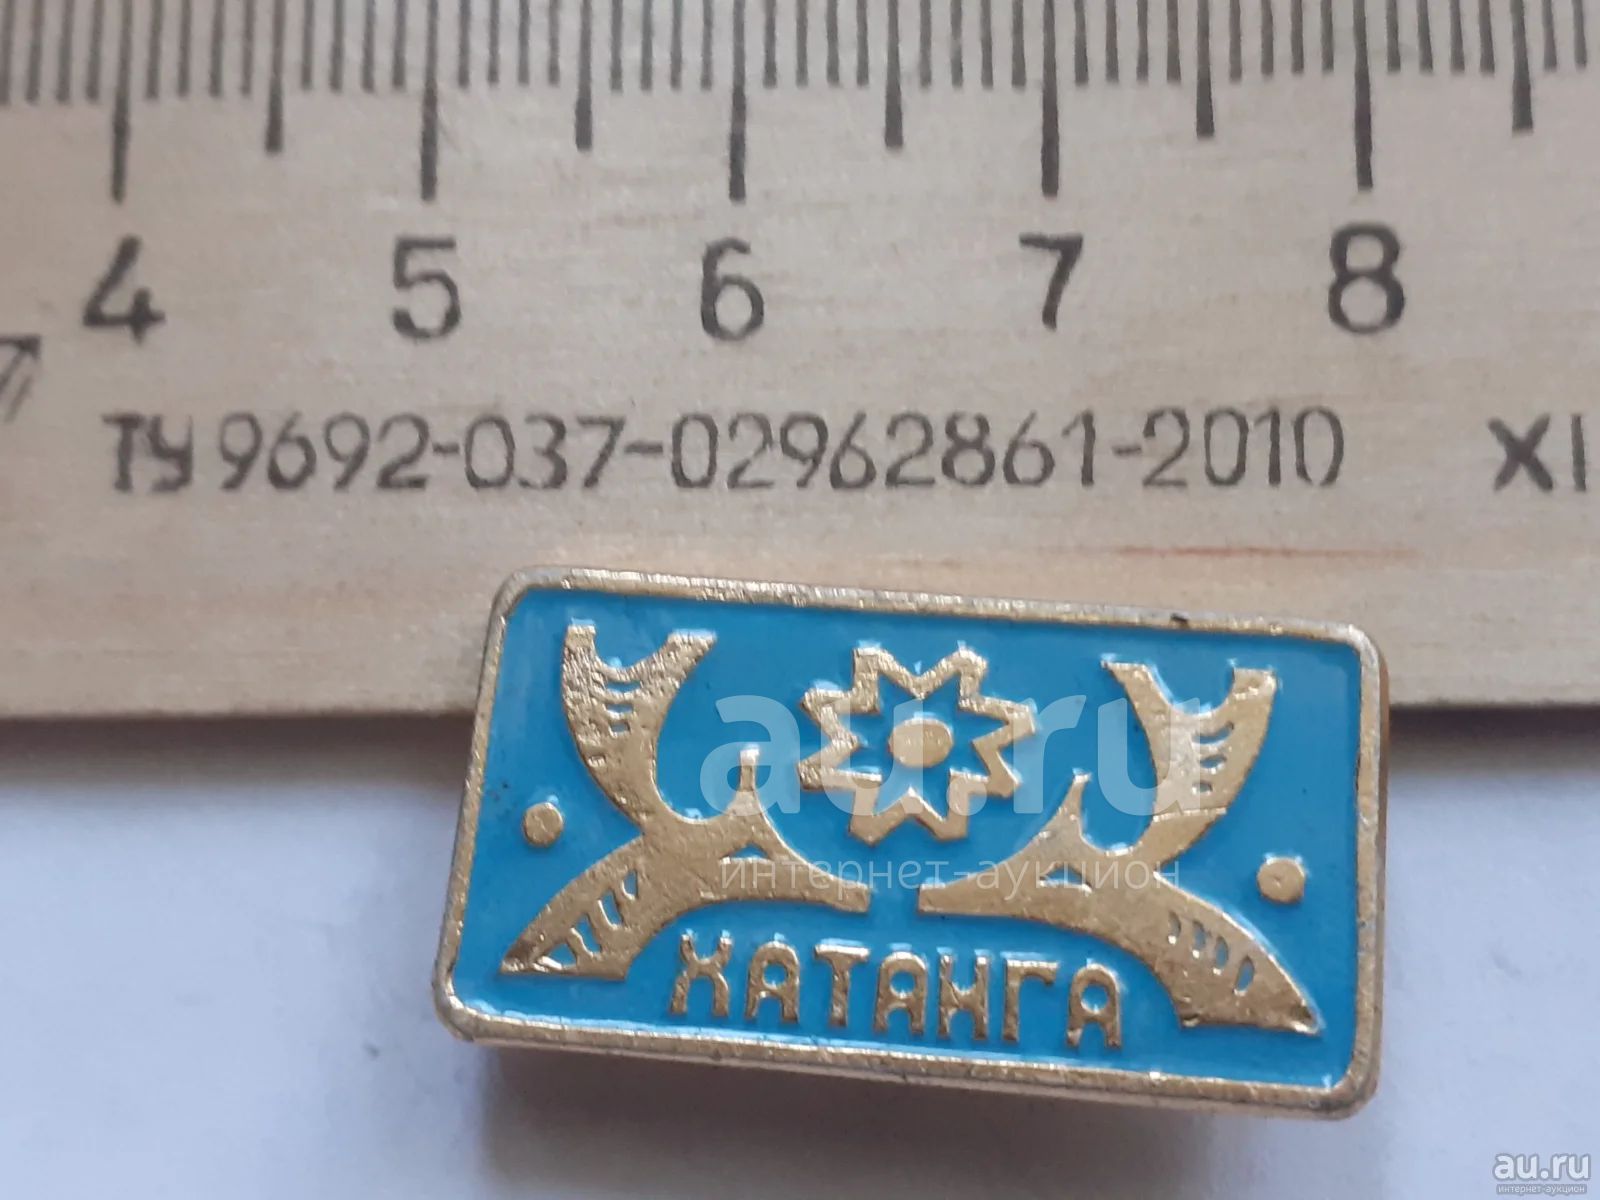 4 5 6 7 8
ТУ 9692-037-02962861-2010 XI
au.ru
интернет-аукцион
ХАТАНГА
au.ru
интернет-аукцион